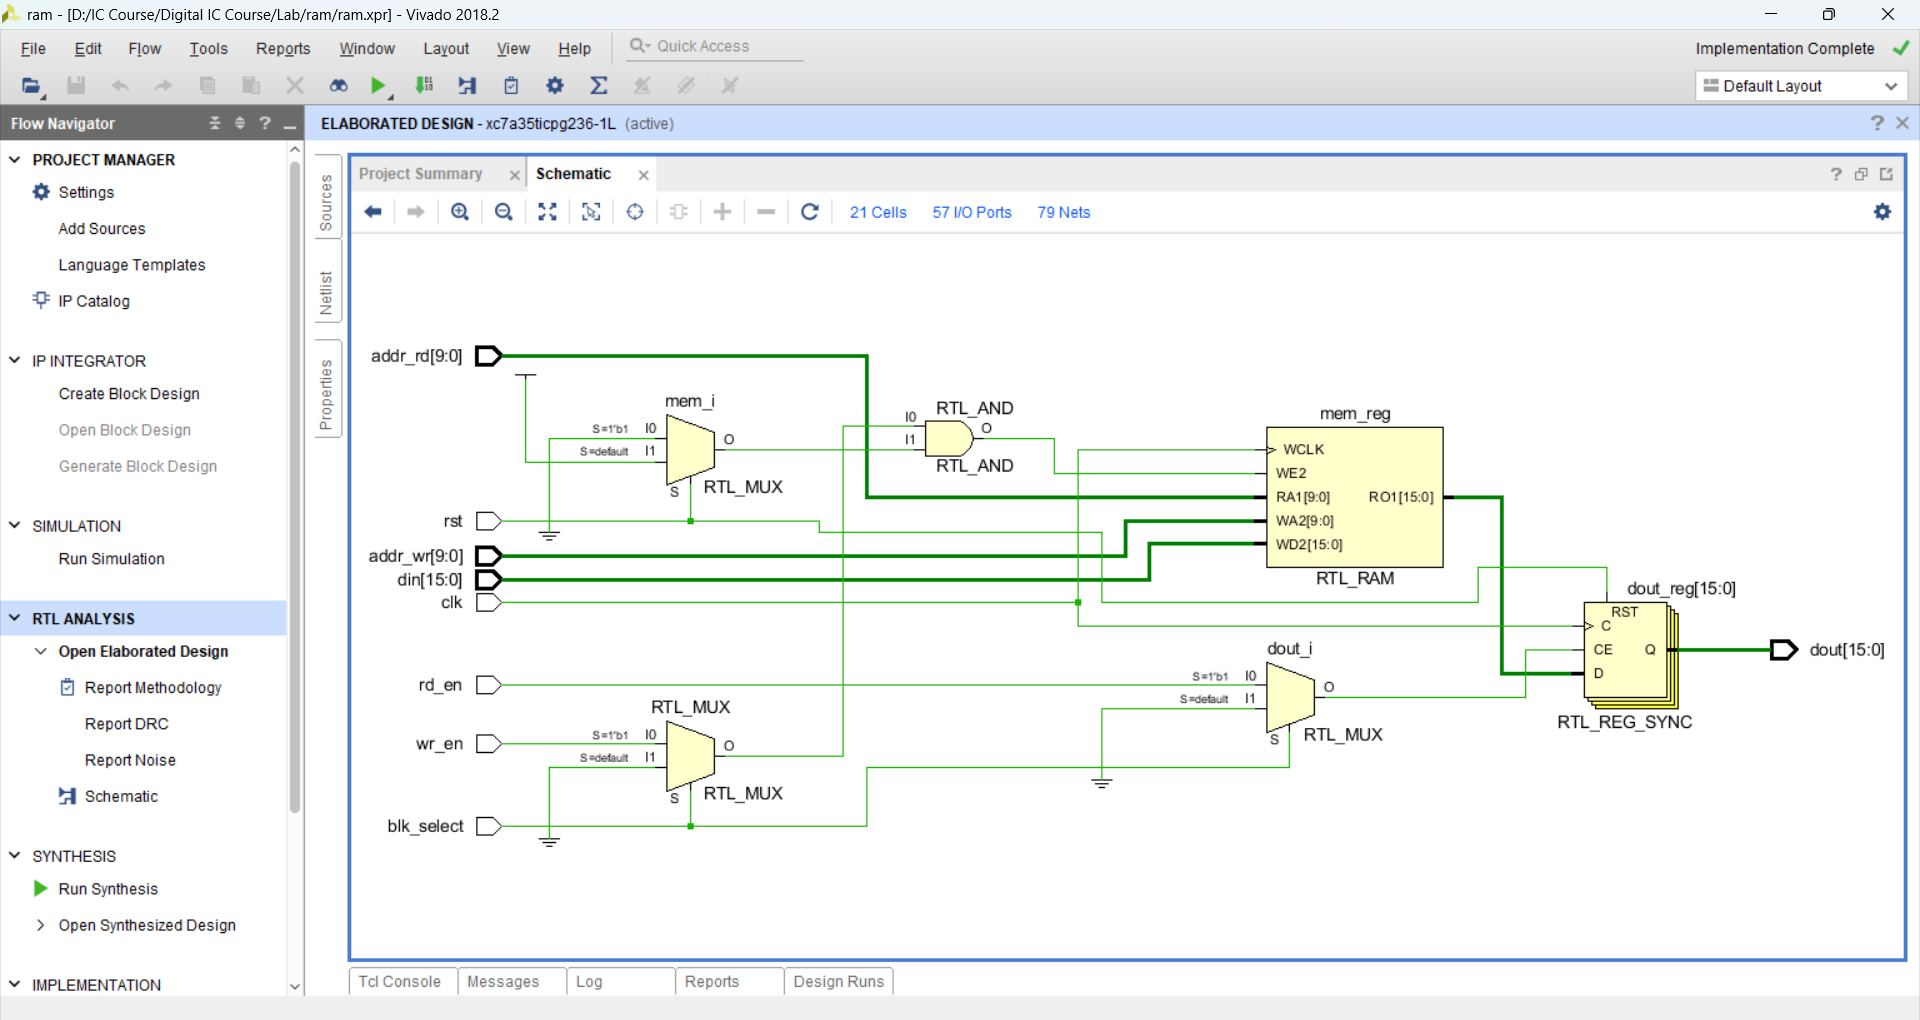 ram - [D:/IC Course/Digital IC Course/Lab/ram/ram.xpr] - Vivado 2018.2
File Edit Flow Tools Reports Window Layout View Help Quick Access
Implementation Complete
Default Layout
Flow Navigator
ELABORATED DESIGN - xc7a35ticpg236-1L (active)
PROJECT MANAGER
Settings
Add Sources
Language Templates
IP Catalog
IP INTEGRATOR
Create Block Design
Open Block Design
Generate Block Design
SIMULATION
Run Simulation
RTL ANALYSIS
Open Elaborated Design
Report Methodology
Report DRC
Report Noise
Schematic
SYNTHESIS
Run Synthesis
Open Synthesized Design
IMPLEMENTATION
Sources
Netlist
Properties
Project Summary Schematic
21 Cells 57 I/O Ports 79 Nets
addr_rd[9:0]
mem_i
S=1'b1 I0
S=default I1
O
S
RTL_MUX
I0
I1
RTL_AND
O
RTL_AND
mem_reg
WCLK
WE2
RA1[9:0] RO1[15:0]
WA2[9:0]
WD2[15:0]
RTL_RAM
rst
addr_wr[9:0]
din[15:0]
clk
dout_reg[15:0]
RST
C
CE Q
D
RTL_REG_SYNC
dout[15:0]
dout_i
rd_en
S=1'b1 I0
S=default I1
O
S
RTL_MUX
RTL_MUX
wr_en
S=1'b1 I0
S=default I1
O
S
RTL_MUX
blk_select
Tcl Console Messages Log Reports Design Runs